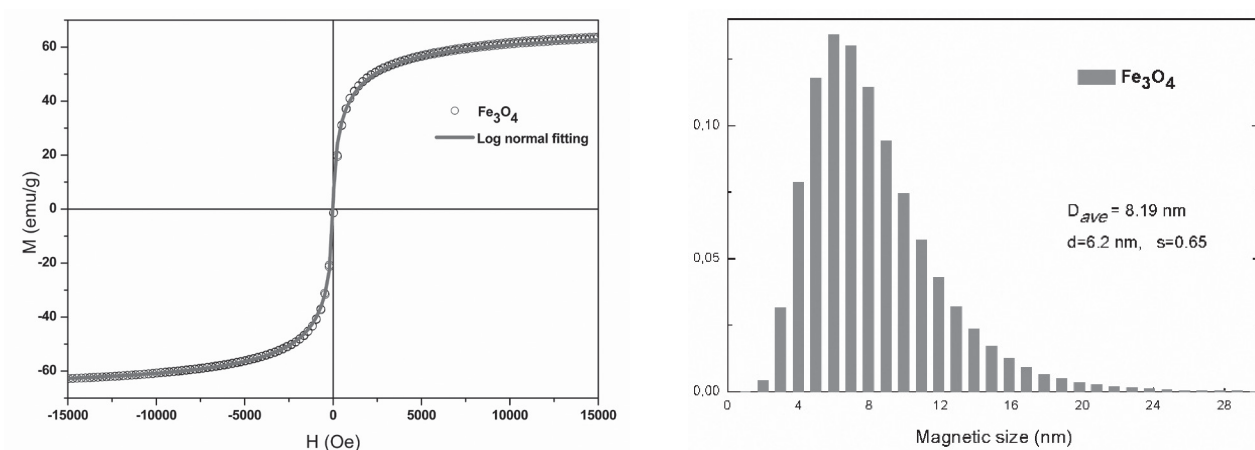 60
40
20
0
-20
-40
-60
M (emu/g)
-15000 -10000 -5000 0 5000 10000 15000
H (Oe)
Fe₃O₄
Log normal fitting
0,10
0,05
0,00
0 4 8 12 16 20 24 28
Magnetic size (nm)
Fe₃O₄
Dave = 8.19 nm
d=6.2 nm, s=0.65